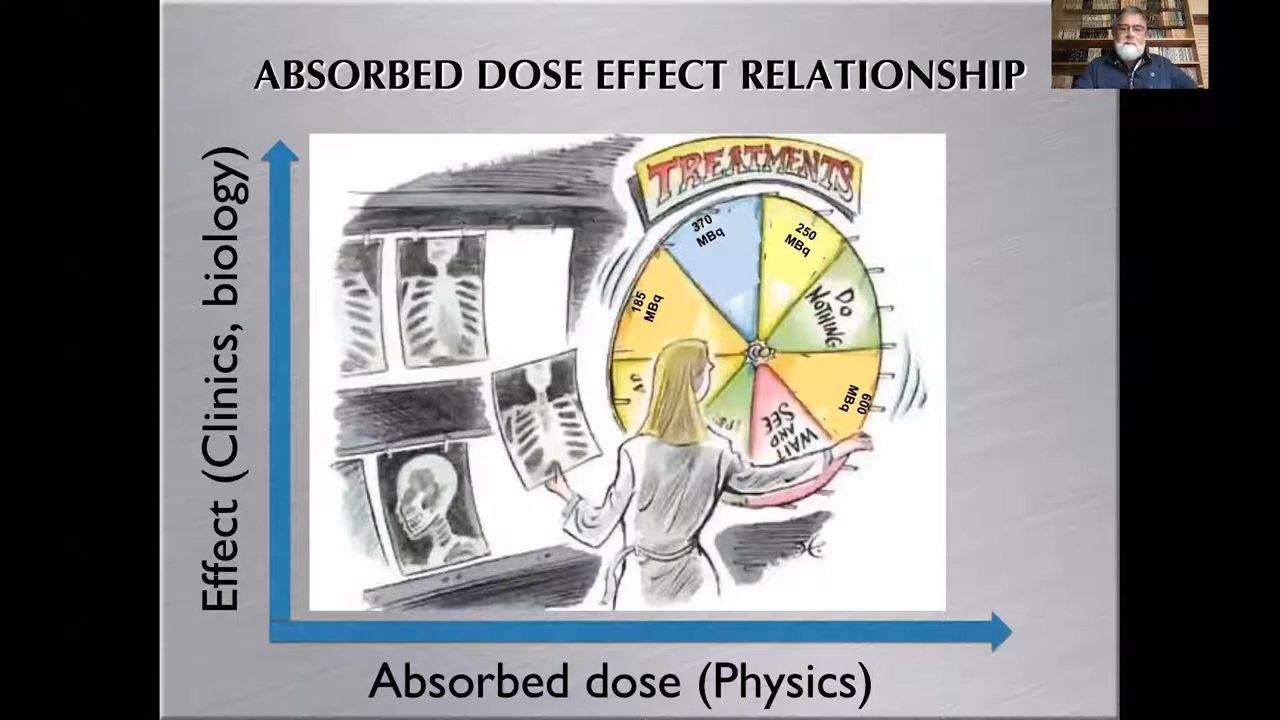 ABSORBED DOSE EFFECT RELATIONSHIP
Effect (Clinics, biology)
TREATMENTS
370
MBq
250
MBq
185
MBq
DO
NOTHING
600
MBq
WAIT
AND
SEE
Absorbed dose (Physics)